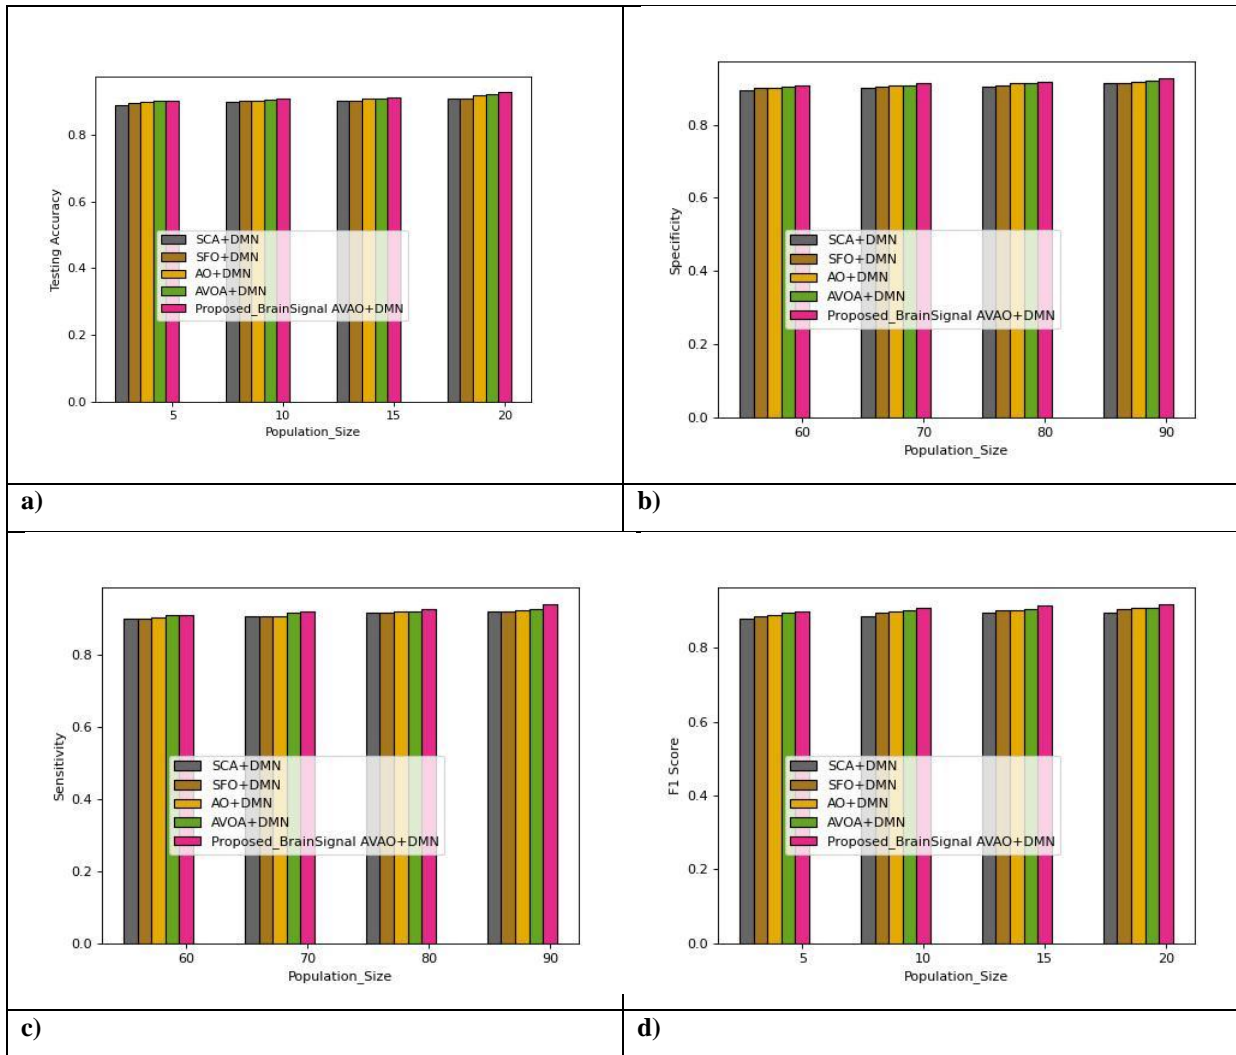 0.8
0.6
0.4
0.2
0.0
Testing Accuracy
SCA+DMN
SFO+DMN
AO+DMN
AVOA+DMN
Proposed_BrainSignal AVAO+DMN
5 10 15 20
Population_Size
a)
0.8
0.6
0.4
0.2
0.0
Specificity
SCA+DMN
SFO+DMN
AO+DMN
AVOA+DMN
Proposed_BrainSignal AVAO+DMN
60 70 80 90
Population_Size
b)
0.8
0.6
0.4
0.2
0.0
Sensitivity
SCA+DMN
SFO+DMN
AO+DMN
AVOA+DMN
Proposed_BrainSignal AVAO+DMN
60 70 80 90
Population_Size
c)
0.8
0.6
0.4
0.2
0.0
F1 Score
SCA+DMN
SFO+DMN
AO+DMN
AVOA+DMN
Proposed_BrainSignal AVAO+DMN
5 10 15 20
Population_Size
d)